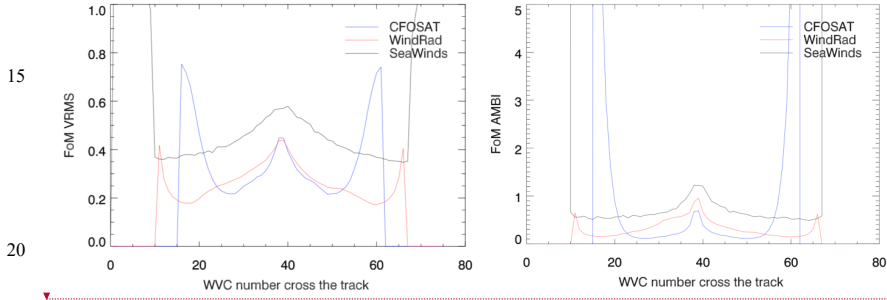 15
20
1.0
0.8
0.6
0.4
0.2
0.0
FoM VRMS
CFOSAT
WindRad
SeaWinds
0 20 40 60 80
WVC number cross the track
5
4
3
2
1
0
FoM AMBI
CFOSAT
WindRad
SeaWinds
0 20 40 60 80
WVC number cross the track